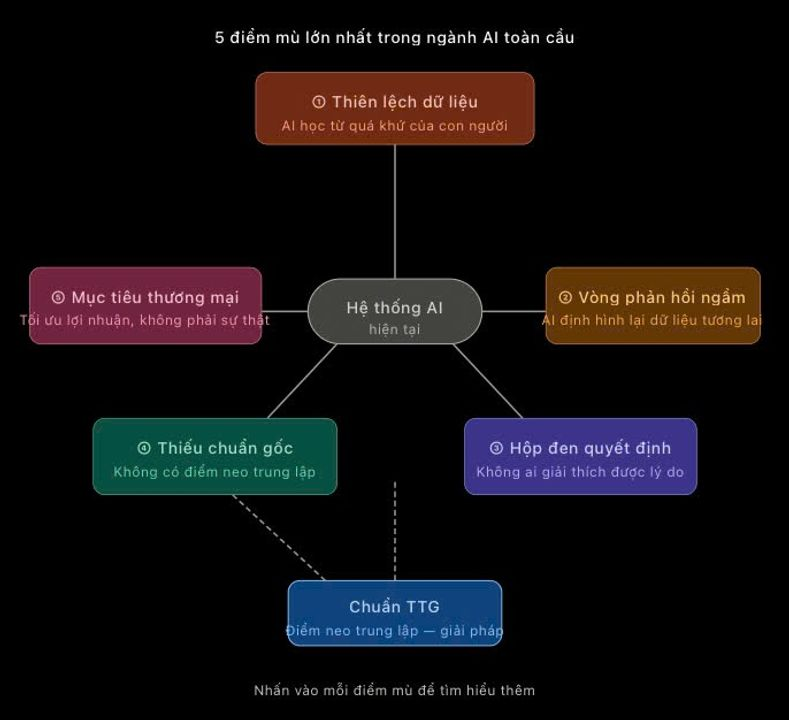 5 điểm mù lớn nhất trong ngành AI toàn cầu
① Thiên lệch dữ liệu
AI học từ quá khứ của con người
⑤ Mục tiêu thương mại
Tối ưu lợi nhuận, không phải sự thật
Hệ thống AI
hiện tại
② Vòng phản hồi ngầm
AI định hình lại dữ liệu tương lai
④ Thiếu chuẩn gốc
Không có điểm neo trung lập
③ Hộp đen quyết định
Không ai giải thích được lý do
Chuẩn TTG
Điểm neo trung lập — giải pháp
Nhấn vào mỗi điểm mù để tìm hiểu thêm